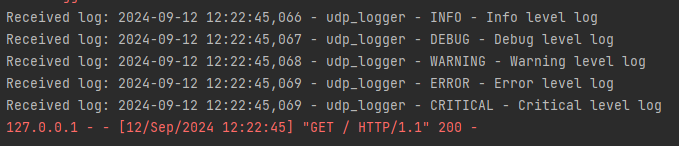 Received log: 2024-09-12 12:22:45,066 - udp_logger - INFO - Info level log
Received log: 2024-09-12 12:22:45,067 - udp_logger - DEBUG - Debug level log
Received log: 2024-09-12 12:22:45,068 - udp_logger - WARNING - Warning level log
Received log: 2024-09-12 12:22:45,069 - udp_logger - ERROR - Error level log
Received log: 2024-09-12 12:22:45,069 - udp_logger - CRITICAL - Critical level log
127.0.0.1 - - [12/Sep/2024 12:22:45] "GET / HTTP/1.1" 200 -